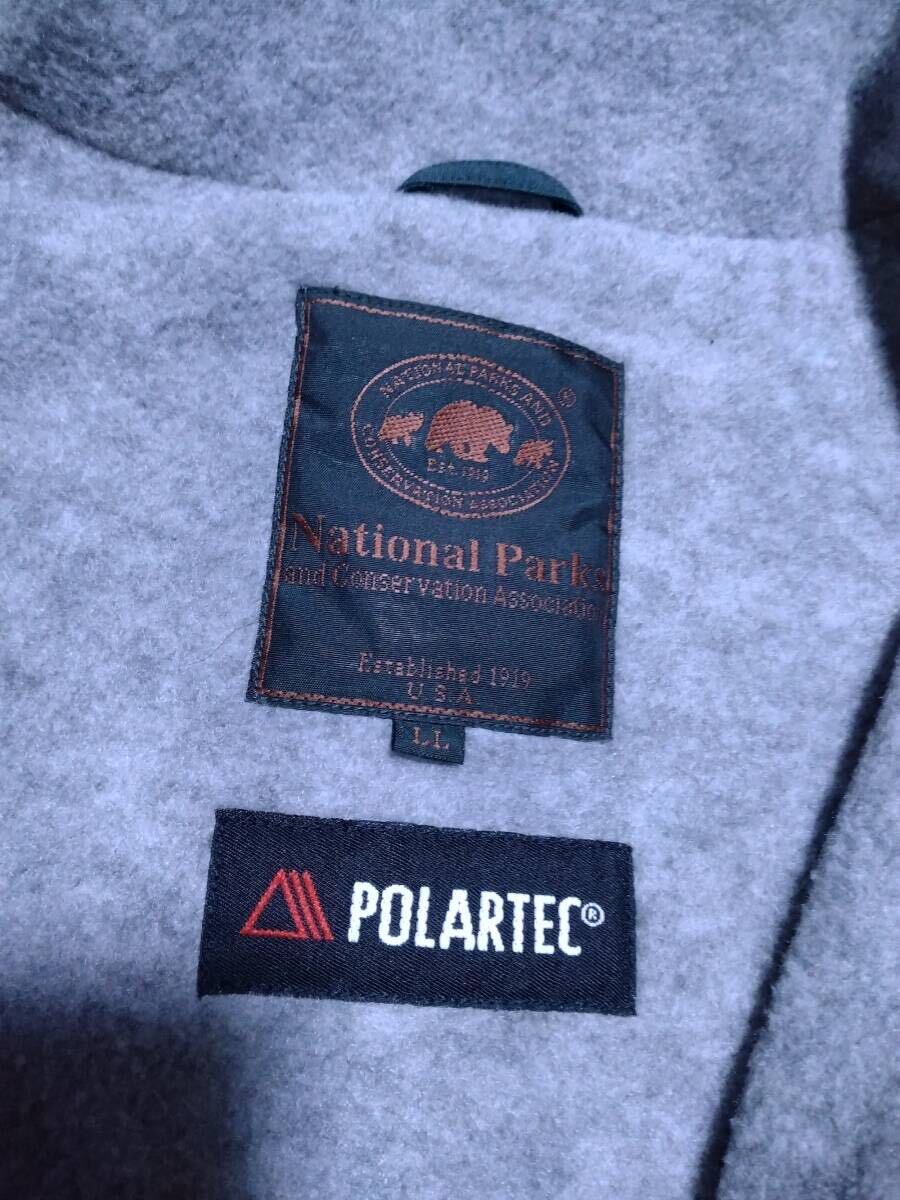 NATIONAL PARKS AND
CONSERVATION ASSOCIATION
®
EST. 1919
National Parks
and Conservation Association
Established 1919
U S A
LL
POLARTEC®